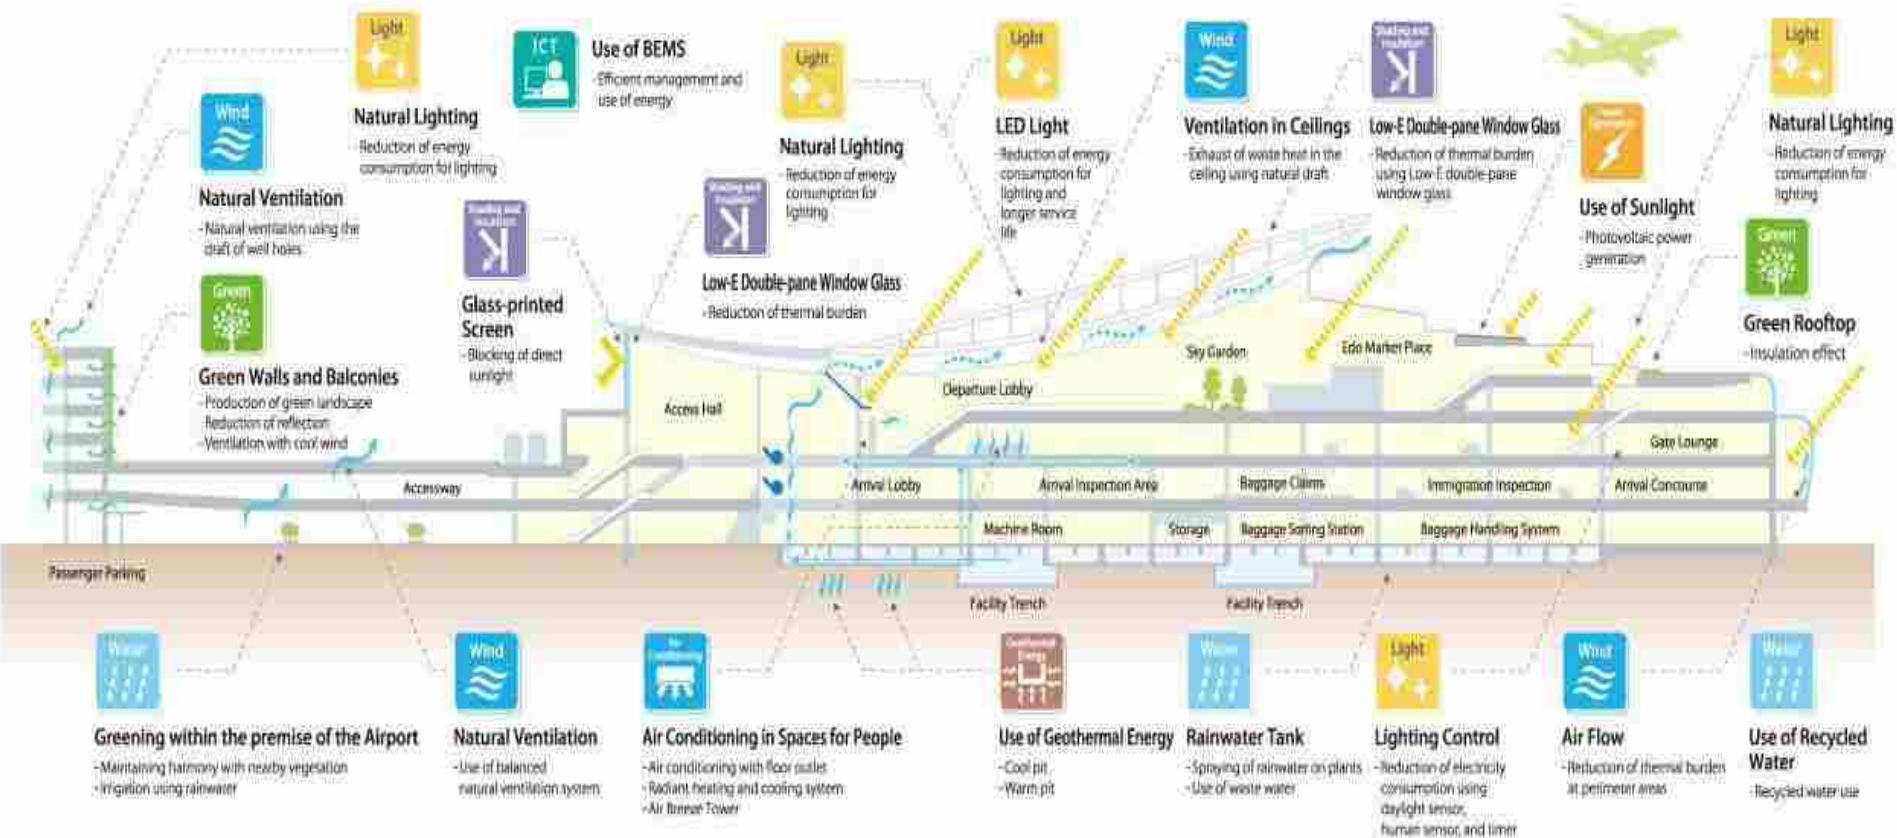 Light
Natural Lighting
-Reduction of energy
consumption for lighting
ICT
Use of BEMS
-Efficient management and
use of energy
Wind
Natural Ventilation
-Natural ventilation using the
draft of well holes
Green
Green Walls and Balconies
-Production of green landscape
Reduction of reflection
-Ventilation with cool wind
Shading and
Insulation
Glass-printed
Screen
-Blocking of direct
sunlight
Shading and
Insulation
Low-E Double-pane Window Glass
-Reduction of thermal burden
Light
Natural Lighting
-Reduction of energy
consumption for
lighting
Light
LED Light
-Reduction of energy
consumption for
lighting and
longer service
life
Wind
Ventilation in Ceilings
-Exhaust of waste heat in the
ceiling using natural draft
Shading and
Insulation
Low-E Double-pane Window Glass
-Reduction of thermal burden
using Low-E double-pane
window glass
Use of Sunlight
-Photovoltaic power
generation
Light
Natural Lighting
-Reduction of energy
consumption for
lighting
Green
Green Rooftop
-Insulation effect
Sky Garden
Edo Market Place
Departure Lobby
Access Hall
Gate Lounge
Accessway
Arrival Lobby
Arrival Inspection Area
Baggage Claims
Immigration Inspection
Arrival Concourse
Machine Room
Storage
Baggage Sorting Station
Baggage Handling System
Passenger Parking
Facility Trench
Facility Trench
Water
Greening within the premise of the Airport
-Maintaining harmony with nearby vegetation
-Irrigation using rainwater
Wind
Natural Ventilation
-Use of balanced
natural ventilation system
Air
Conditioning
Air Conditioning in Spaces for People
-Air conditioning with floor outlet
-Radiant heating and cooling system
-Air Breeze Tower
Geothermal
Energy
Use of Geothermal Energy
-Cool pit
-Warm pit
Water
Rainwater Tank
-Spraying of rainwater on plants
-Use of waste water
Light
Lighting Control
-Reduction of electricity
consumption using
daylight sensor,
human sensor, and timer
Wind
Air Flow
-Reduction of thermal burden
at perimeter areas
Water
Use of Recycled
Water
-Recycled water use